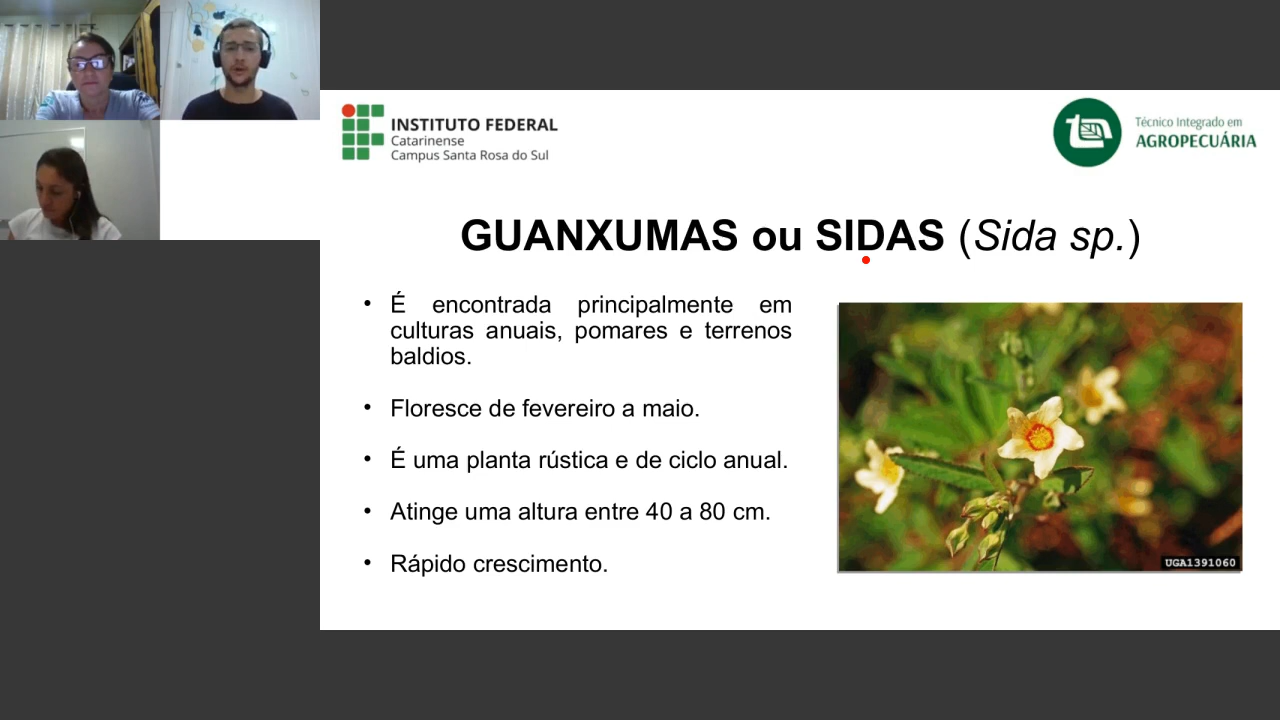 INSTITUTO FEDERAL
Catarinense
Campus Santa Rosa do Sul
Técnico Integrado em
AGROPECUÁRIA
GUANXUMAS ou SIDAS (Sida sp.)
• É encontrada principalmente em
culturas anuais, pomares e terrenos
baldios.
• Floresce de fevereiro a maio.
• É uma planta rústica e de ciclo anual.
• Atinge uma altura entre 40 a 80 cm.
• Rápido crescimento.
UGA1391060